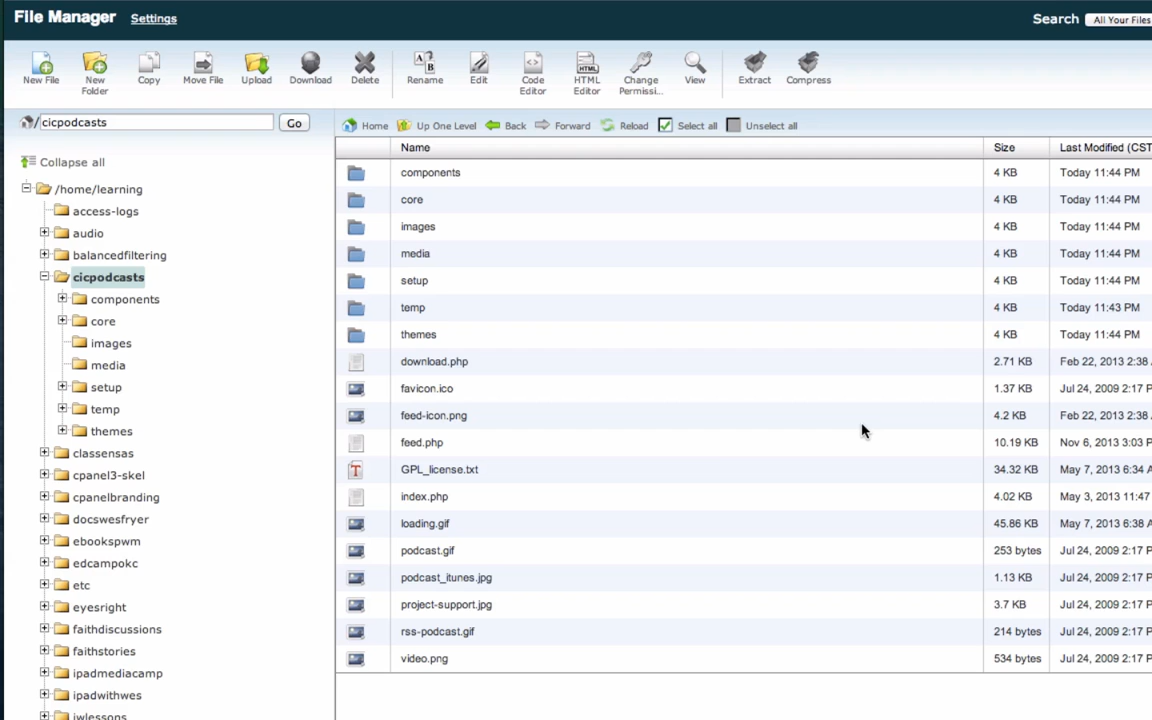 File Manager Settings Search All Your Files
New File New Folder Copy Move File Upload Download Delete Rename Edit Code Editor HTML Editor Change Permissi... View Extract Compress
/cicpodcasts Go
Home Up One Level Back Forward Reload Select all Unselect all
Collapse all
/home/learning
access-logs
audio
balancedfiltering
cicpodcasts
components
core
images
media
setup
temp
themes
classensas
cpanel3-skel
cpanelbranding
docswesfryer
ebookspwm
edcampokc
etc
eyesright
faithdiscussions
faithstories
ipadmediacamp
ipadwithwes
iwlessons
Name Size Last Modified (CST
components 4 KB Today 11:44 PM
core 4 KB Today 11:44 PM
images 4 KB Today 11:44 PM
media 4 KB Today 11:44 PM
setup 4 KB Today 11:44 PM
temp 4 KB Today 11:43 PM
themes 4 KB Today 11:44 PM
download.php 2.71 KB Feb 22, 2013 2:38
favicon.ico 1.37 KB Jul 24, 2009 2:17 P
feed-icon.png 4.2 KB Feb 22, 2013 2:38
feed.php 10.19 KB Nov 6, 2013 3:03 P
GPL_license.txt 34.32 KB May 7, 2013 6:34 A
index.php 4.02 KB May 3, 2013 11:47
loading.gif 45.86 KB May 7, 2013 6:38 A
podcast.gif 253 bytes Jul 24, 2009 2:17 P
podcast_itunes.jpg 1.13 KB Jul 24, 2009 2:17 P
project-support.jpg 3.7 KB Jul 24, 2009 2:17 P
rss-podcast.gif 214 bytes Jul 24, 2009 2:17 P
video.png 534 bytes Jul 24, 2009 2:17 P